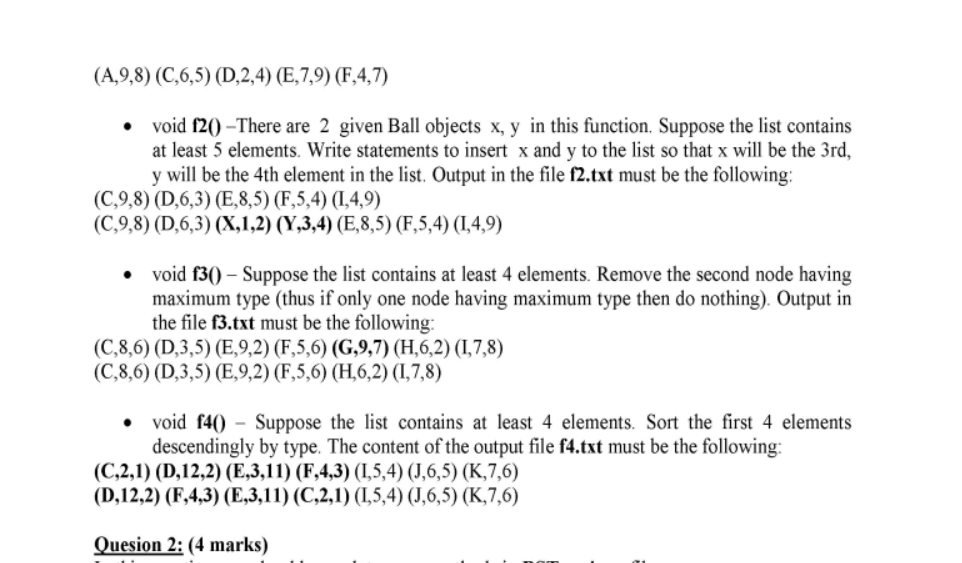 (A,9,8) (C,6,5) (D,2,4) (E,7,9) (F,4,7)
• void f2() –There are 2 given Ball objects x, y in this function. Suppose the list contains
at least 5 elements. Write statements to insert x and y to the list so that x will be the 3rd,
y will be the 4th element in the list. Output in the file f2.txt must be the following:
(C,9,8) (D,6,3) (E,8,5) (F,5,4) (I,4,9)
(C,9,8) (D,6,3) (X,1,2) (Y,3,4) (E,8,5) (F,5,4) (I,4,9)
• void f3() – Suppose the list contains at least 4 elements. Remove the second node having
maximum type (thus if only one node having maximum type then do nothing). Output in
the file f3.txt must be the following:
(C,8,6) (D,3,5) (E,9,2) (F,5,6) (G,9,7) (H,6,2) (I,7,8)
(C,8,6) (D,3,5) (E,9,2) (F,5,6) (H,6,2) (I,7,8)
• void f4() – Suppose the list contains at least 4 elements. Sort the first 4 elements
descendingly by type. The content of the output file f4.txt must be the following:
(C,2,1) (D,12,2) (E,3,11) (F,4,3) (I,5,4) (J,6,5) (K,7,6)
(D,12,2) (F,4,3) (E,3,11) (C,2,1) (I,5,4) (J,6,5) (K,7,6)
Quesion 2: (4 marks)